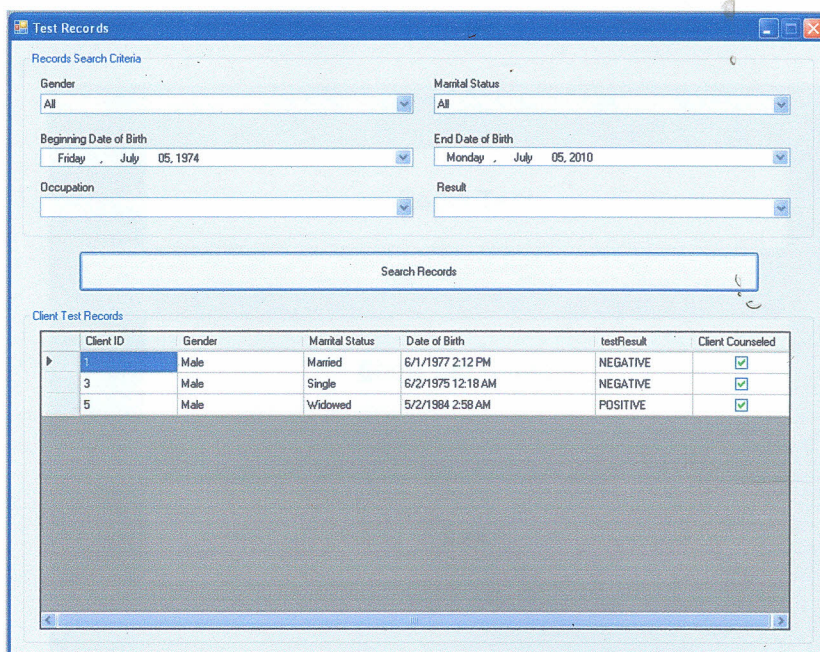 Test Records
Records Search Criteria
Gender Marrital Status
All All
Beginning Date of Birth End Date of Birth
Friday , July 05, 1974 Monday , July 05, 2010
Occupation Result
Search Records
Client Test Records
Client ID Gender Marrital Status Date of Birth testResult Client Counseled
1 Male Married 6/1/1977 2:12 PM NEGATIVE
3 Male Single 6/2/1975 12:18 AM NEGATIVE
5 Male Widowed 5/2/1984 2:58 AM POSITIVE